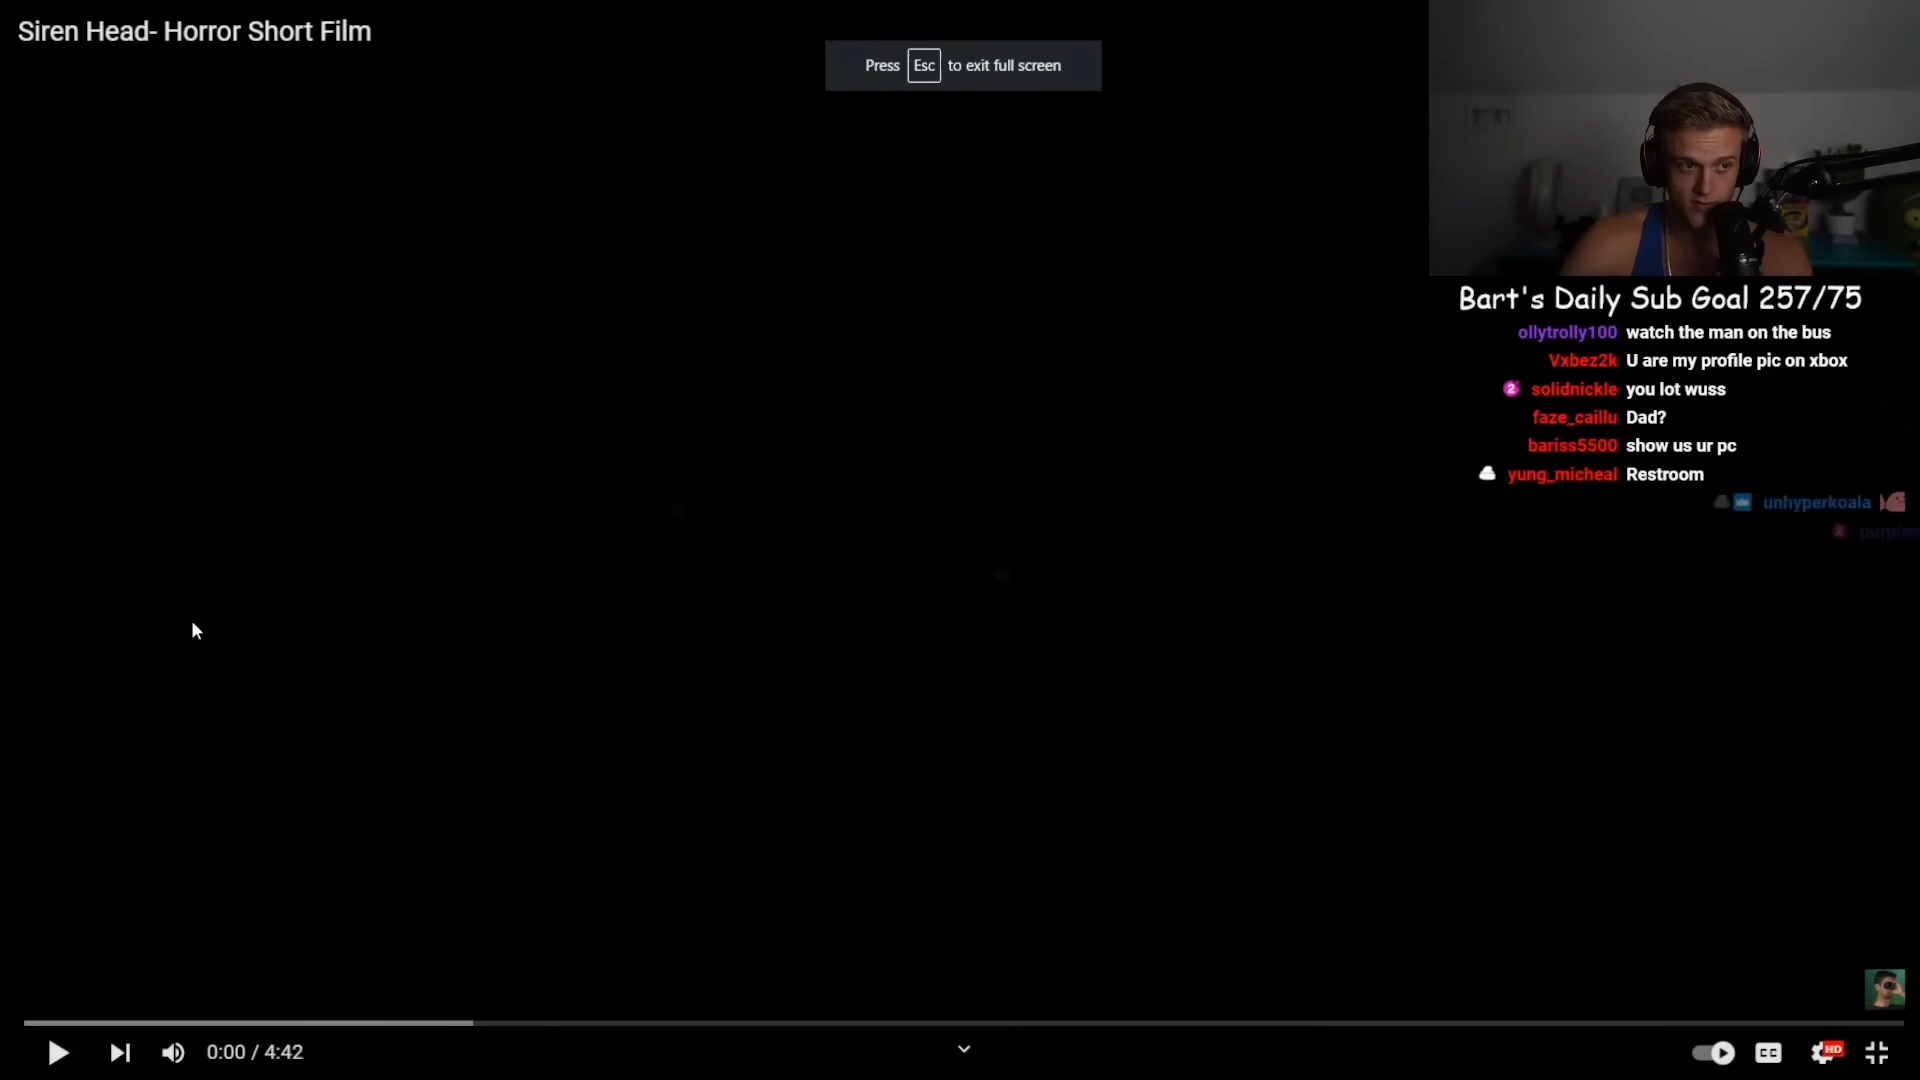 Siren Head- Horror Short Film
Press Esc to exit full screen
Bart's Daily Sub Goal 257/75
ollytrolly100 watch the man on the bus
Vxbez2k U are my profile pic on xbox
2 solidnickle you lot wuss
faze_caillu Dad?
bariss5500 show us ur pc
yung_micheal Restroom
unhyperkoala
0:00 / 4:42
CC
HD